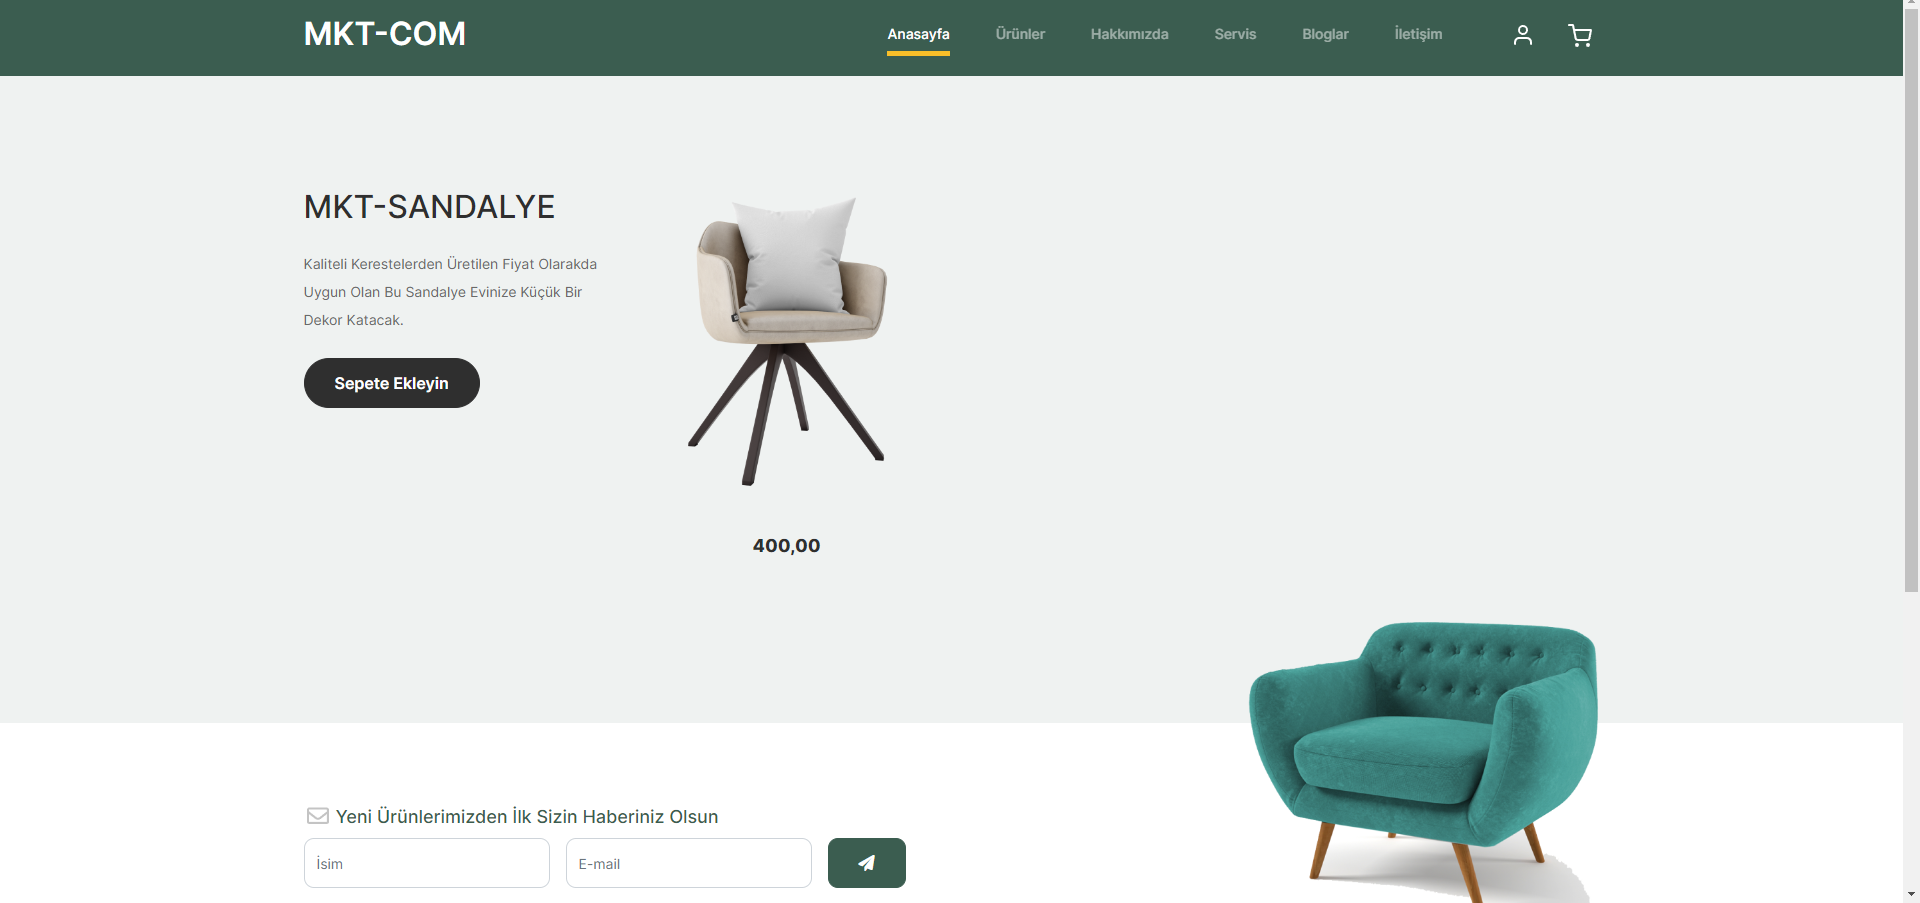 MKT-COM
Anasayfa
Ürünler
Hakkımızda
Servis
Bloglar
İletişim
MKT-SANDALYE
Kaliteli Kerestelerden Üretilen Fiyat Olarakda
Uygun Olan Bu Sandalye Evinize Küçük Bir
Dekor Katacak.
Sepete Ekleyin
400,00
Yeni Ürünlerimizden İlk Sizin Haberiniz Olsun
İsim
E-mail